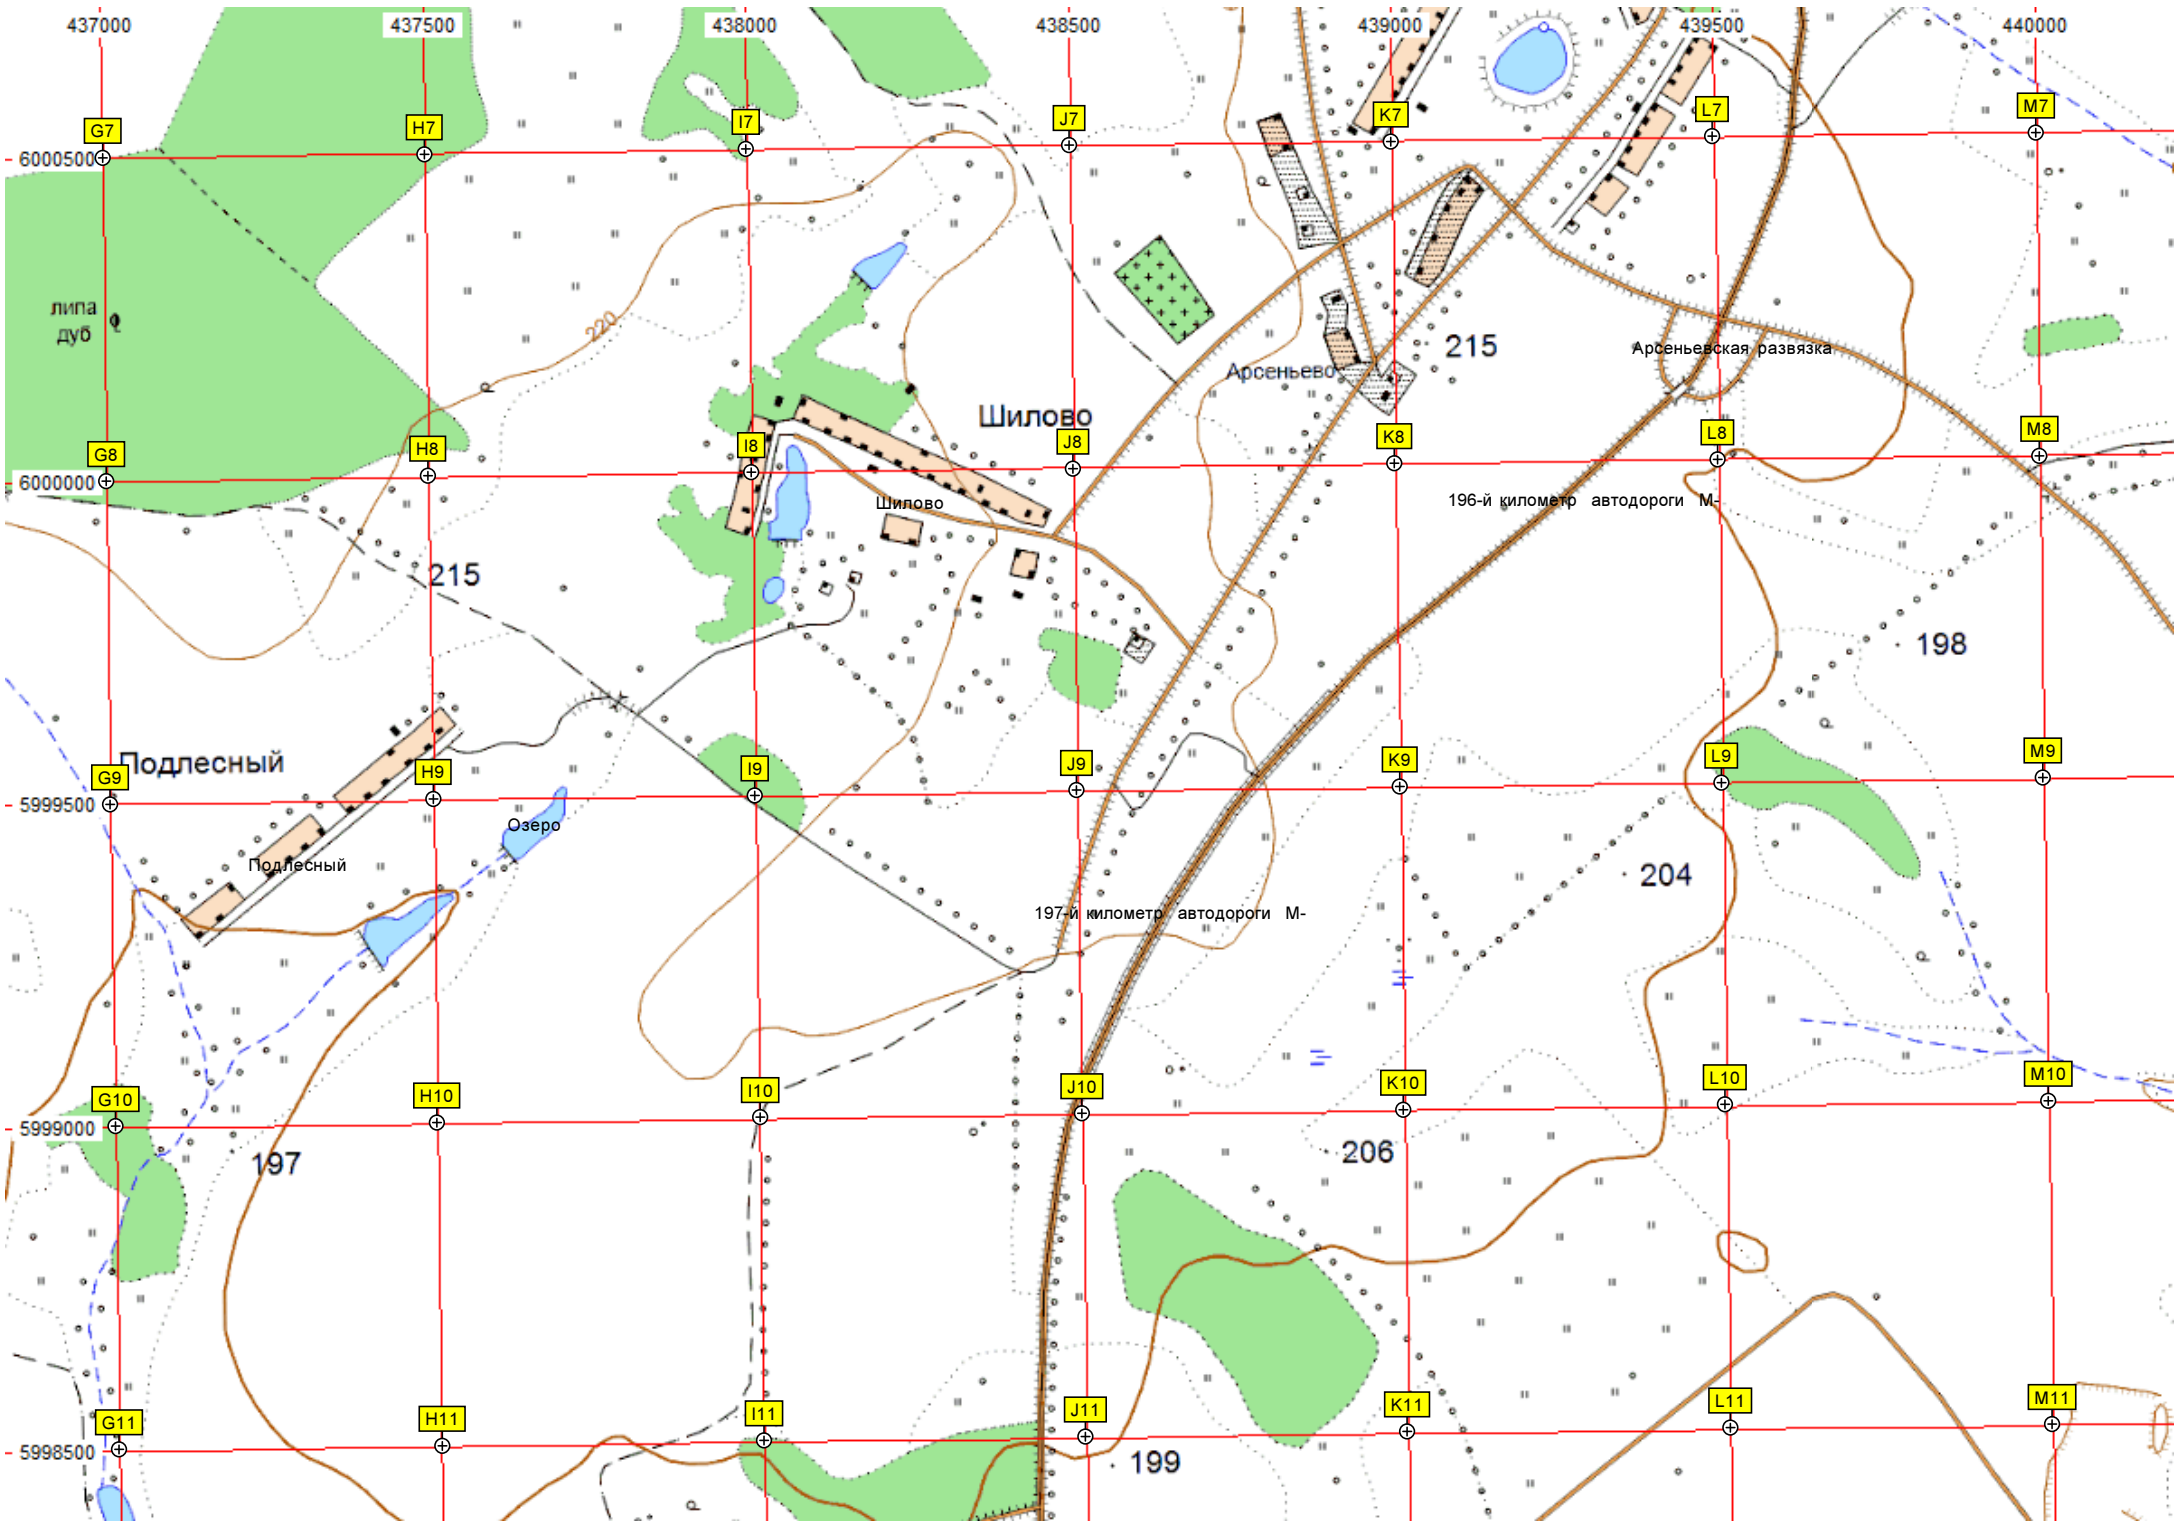 437000 437500 438000 438500 439000 439500 440000
G7 H7 I7 J7 K7 L7 M7
6000500
липа
дуб
220
215
Арсеньевская развязка
Арсеньево
Шилово
G8 H8 I8 J8 K8 L8 M8
6000000
Шилово
196-й километр автодороги М-
215
198
Подлесный
G9 H9 I9 J9 K9 L9 M9
5999500
Озеро
Подлесный
204
197-й километр автодороги М-
G10 H10 I10 J10 K10 L10 M10
5999000
197
206
G11 H11 I11 J11 K11 L11 M11
5998500
199